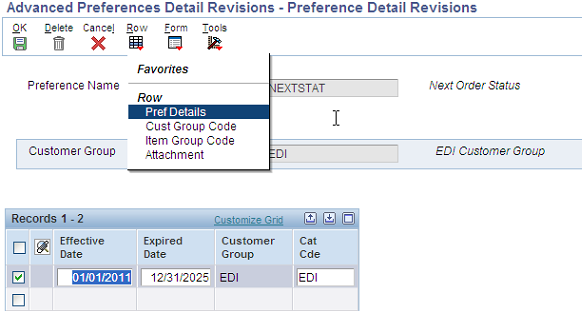 Advanced Preferences Detail Revisions - Preference Detail Revisions
OK Delete Cancel Row Form Tools
Favorites
Preference Name NEXTSTAT Next Order Status
Row
Pref Details
Cust Group Code
Item Group Code
Customer Group EDI EDI Customer Group
Attachment
Records 1 - 2 Customize Grid
Effective Date Expired Date Customer Group Cat Cde
01/01/2011 12/31/2025 EDI EDI